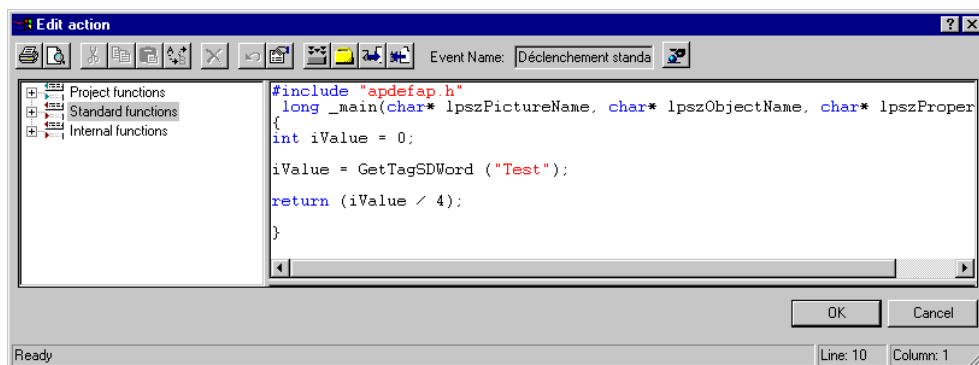 Edit action
Event Name: Déclenchement standa
Project functions
Standard functions
Internal functions
#include "apdefap.h"
long _main(char* lpszPictureName, char* lpszObjectName, char* lpszProper
{
int iValue = 0;
iValue = GetTagSDWord ("Test");
return (iValue / 4);
}
OK Cancel
Ready Line: 10 Column: 1